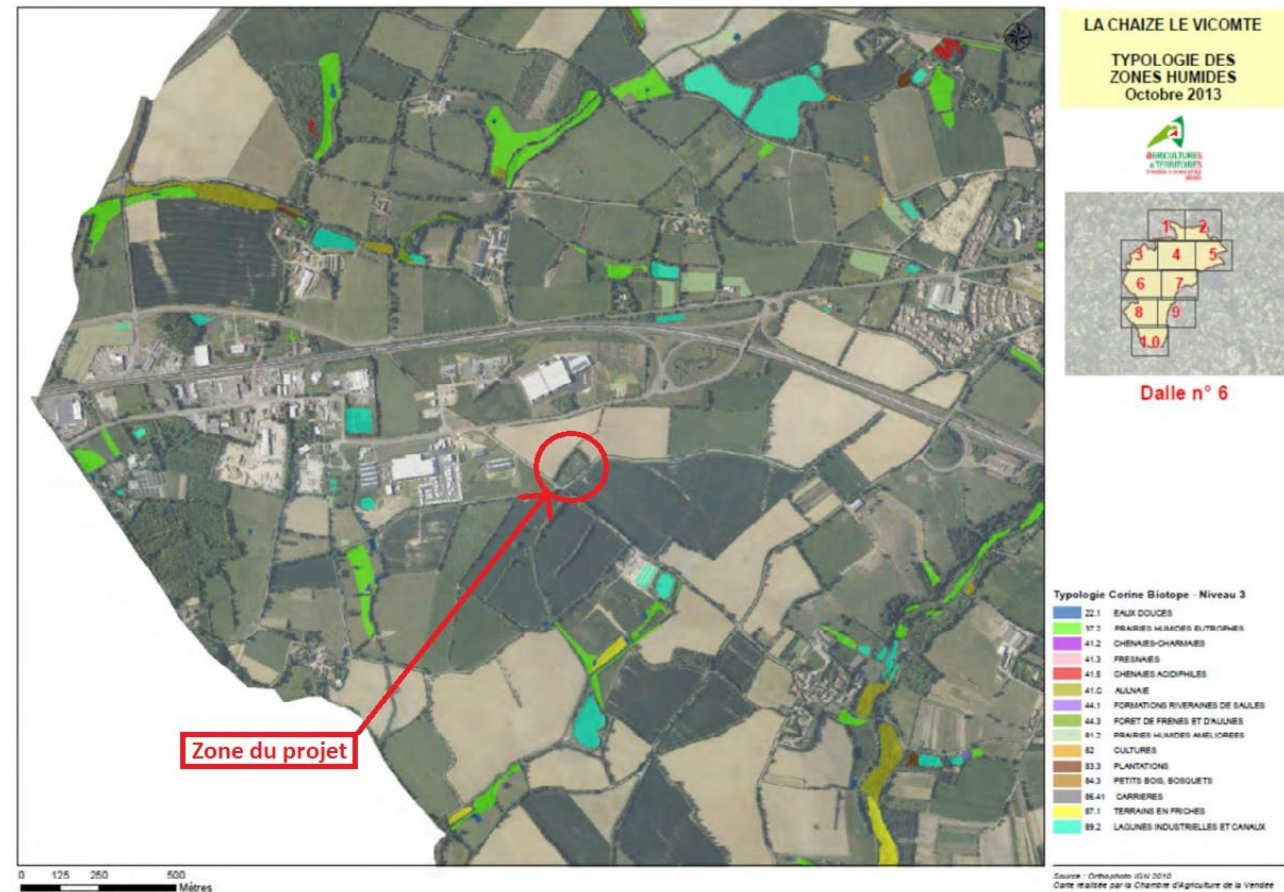 LA CHAIZE LE VICOMTE
TYPOLOGIE DES
ZONES HUMIDES
Octobre 2013
AGRICULTURES
& TERRITOIRES
1
2
3
4
5
6
7
8
9
10
Dalle n° 6
Zone du projet
Typologie Corine Biotope - Niveau 3
22.1 EAUX DOUCES
37.2 PRAIRIES HUMIDES EUTROPHES
41.2 CHENAIES-CHARMAIES
41.3 FRESNAIES
41.5 CHENAIES ACIDIPHILES
41.C AULNAIE
44.1 FORMATIONS RIVERAINES DE SAULES
44.3 FORET DE FRENES ET D'AULNES
81.2 PRAIRIES HUMIDES AMELIOREES
82 CULTURES
83.3 PLANTATIONS
84.3 PETITS BOIS, BOSQUETS
86.41 CARRIERES
87.1 TERRAINS EN FRICHES
89.2 LAGUNES INDUSTRIELLES ET CANAUX
0 125 250 500
Mètres
Source : Orthophoto IGN 2010
Carte réalisée par la Chambre d'Agriculture de la Vendée